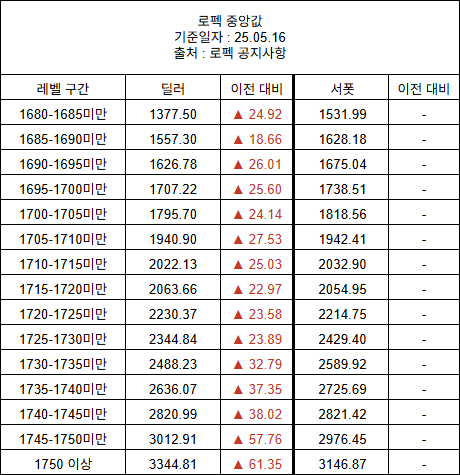 로펙 중앙값
기준일자 : 25.05.16
출처 : 로펙 공지사항
레벨 구간 딜러 이전 대비 서폿 이전 대비
1680-1685미만 1377.50 ▲ 24.92 1531.99 -
1685-1690미만 1557.30 ▲ 18.66 1628.18 -
1690-1695미만 1626.78 ▲ 26.01 1675.04 -
1695-1700미만 1707.22 ▲ 25.60 1738.51 -
1700-1705미만 1795.70 ▲ 24.14 1818.56 -
1705-1710미만 1940.90 ▲ 27.53 1942.41 -
1710-1715미만 2022.13 ▲ 25.03 2032.90 -
1715-1720미만 2063.66 ▲ 22.97 2054.95 -
1720-1725미만 2230.37 ▲ 23.58 2214.75 -
1725-1730미만 2344.84 ▲ 23.89 2429.40 -
1730-1735미만 2488.23 ▲ 32.79 2589.92 -
1735-1740미만 2636.07 ▲ 37.35 2725.69 -
1740-1745미만 2820.99 ▲ 38.02 2821.42 -
1745-1750미만 3012.91 ▲ 57.76 2976.45 -
1750 이상 3344.81 ▲ 61.35 3146.87 -